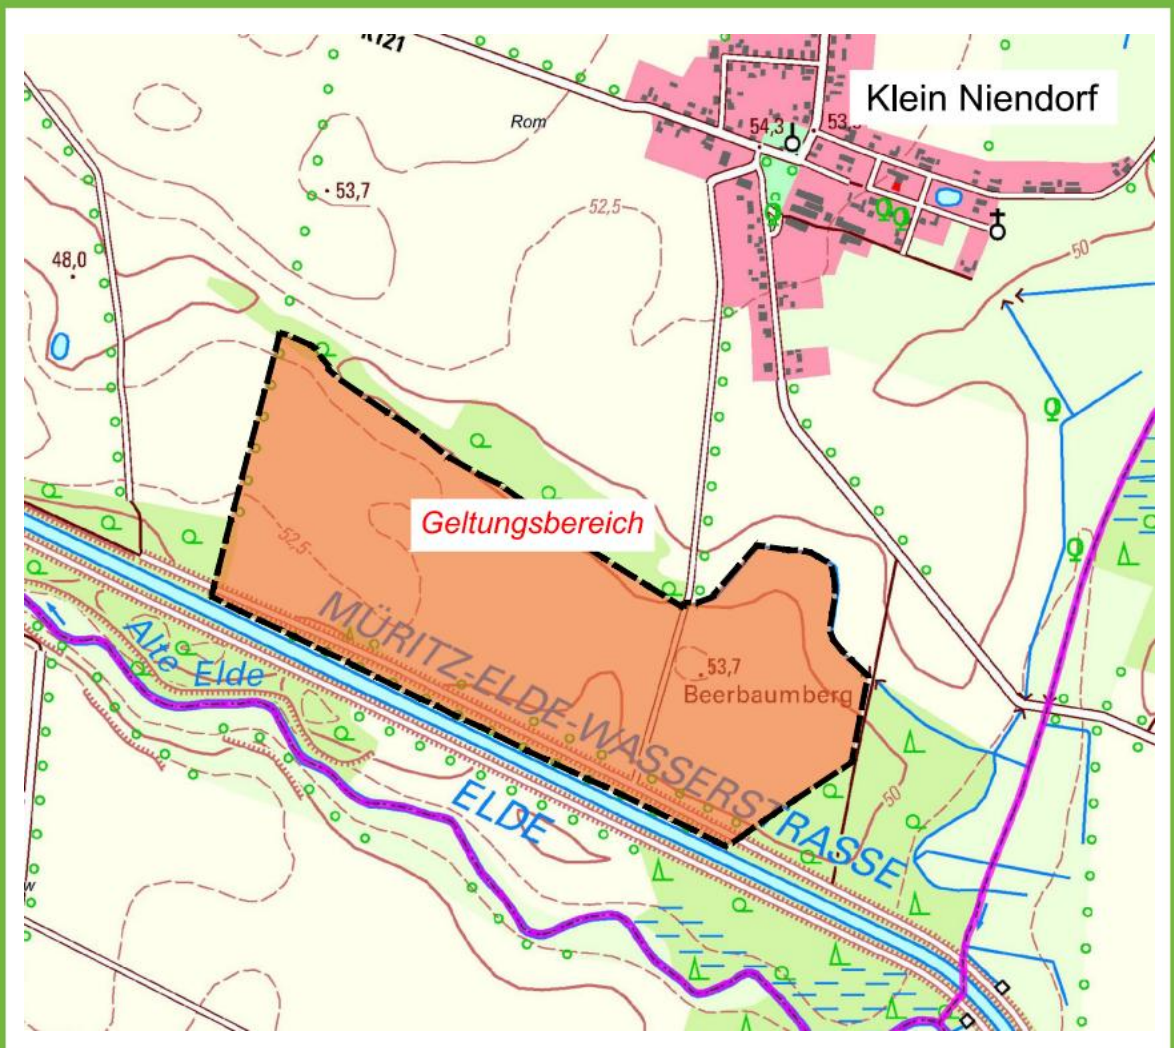 K121
Klein Niendorf
Rom
54,3
53,7
52,5
48,0
50
Geltungsbereich
52,5
MÜRITZ-ELDE-WASSERSTRASSE
Alte Elde
53,7
Beerbaumberg
ELDE
50